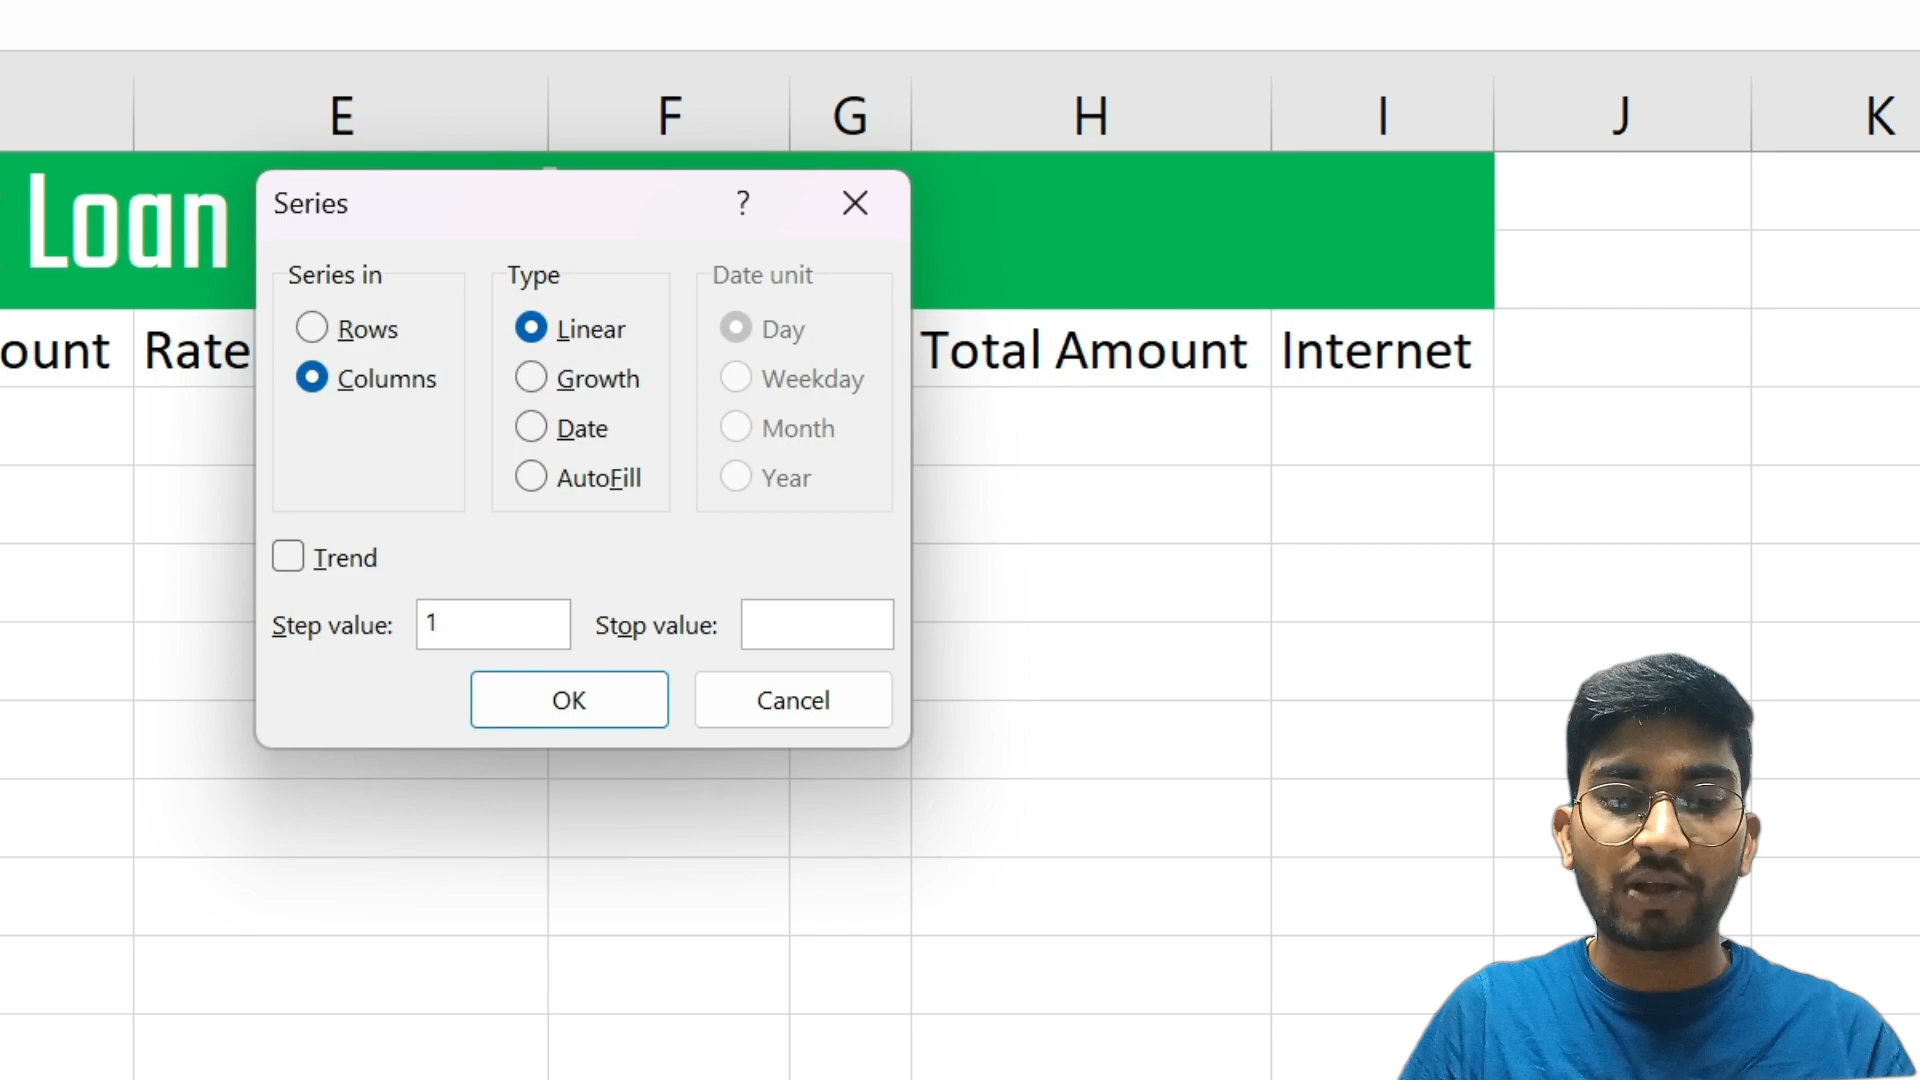 E F G H I J K
Loan
Series ?
Series in Type Date unit
Rows Linear Day
Columns Growth Weekday
Date Month
AutoFill Year
ount Rate Total Amount Internet
Trend
Step value: 1 Stop value:
OK Cancel